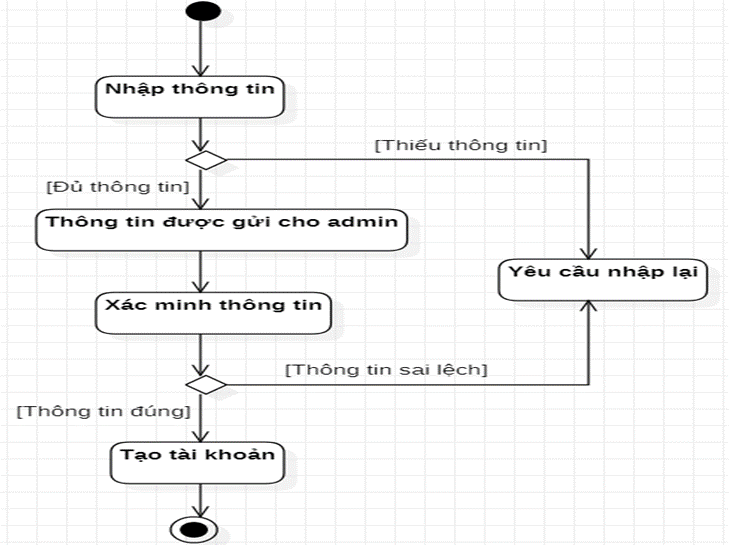 Nhập thông tin
[Thiếu thông tin]
[Đủ thông tin]
Thông tin được gửi cho admin
Yêu cầu nhập lại
Xác minh thông tin
[Thông tin sai lệch]
[Thông tin đúng]
Tạo tài khoản